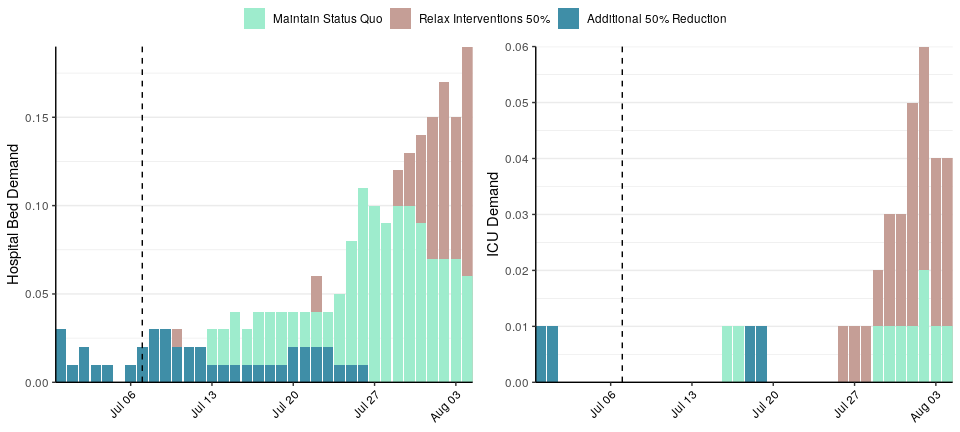 Maintain Status Quo Relax Interventions 50% Additional 50% Reduction
Hospital Bed Demand
0.15
0.10
0.05
0.00
Jul 06 Jul 13 Jul 20 Jul 27 Aug 03
ICU Demand
0.06
0.05
0.04
0.03
0.02
0.01
0.00
Jul 06 Jul 13 Jul 20 Jul 27 Aug 03